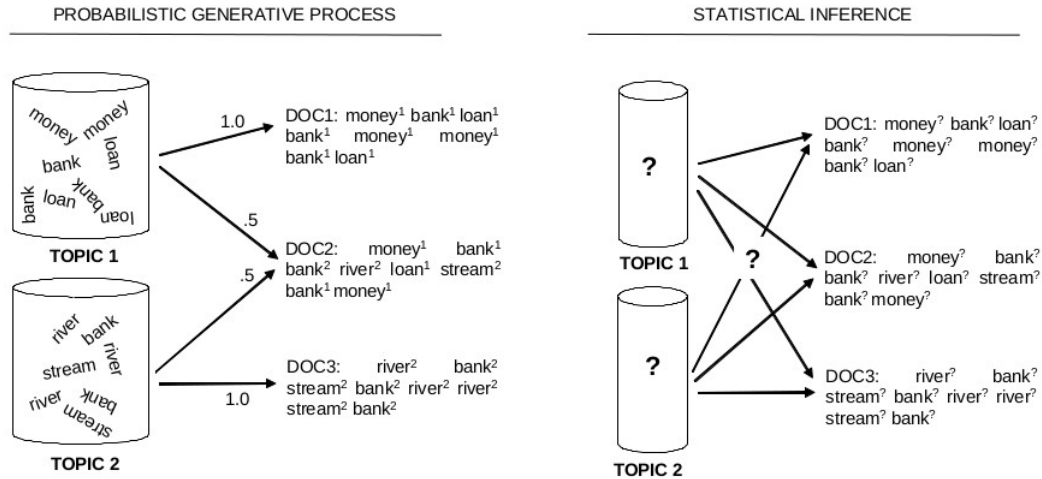 PROBABILISTIC GENERATIVE PROCESS
money
money
loan
bank
bank
loan
bank
loan
TOPIC 1
river
bank
river
stream
river
bank
stream
TOPIC 2
1.0
.5
.5
1.0
DOC1: money¹ bank¹ loan¹
bank¹ money¹ money¹
bank¹ loan¹
DOC2: money¹ bank¹
bank² river² loan¹ stream²
bank¹ money¹
DOC3: river² bank²
stream² bank² river² river²
stream² bank²
STATISTICAL INFERENCE
?
TOPIC 1
?
?
TOPIC 2
DOC1: money? bank? loan?
bank? money? money?
bank? loan?
DOC2: money? bank?
bank? river? loan? stream?
bank? money?
DOC3: river? bank?
stream? bank? river? river?
stream? bank?